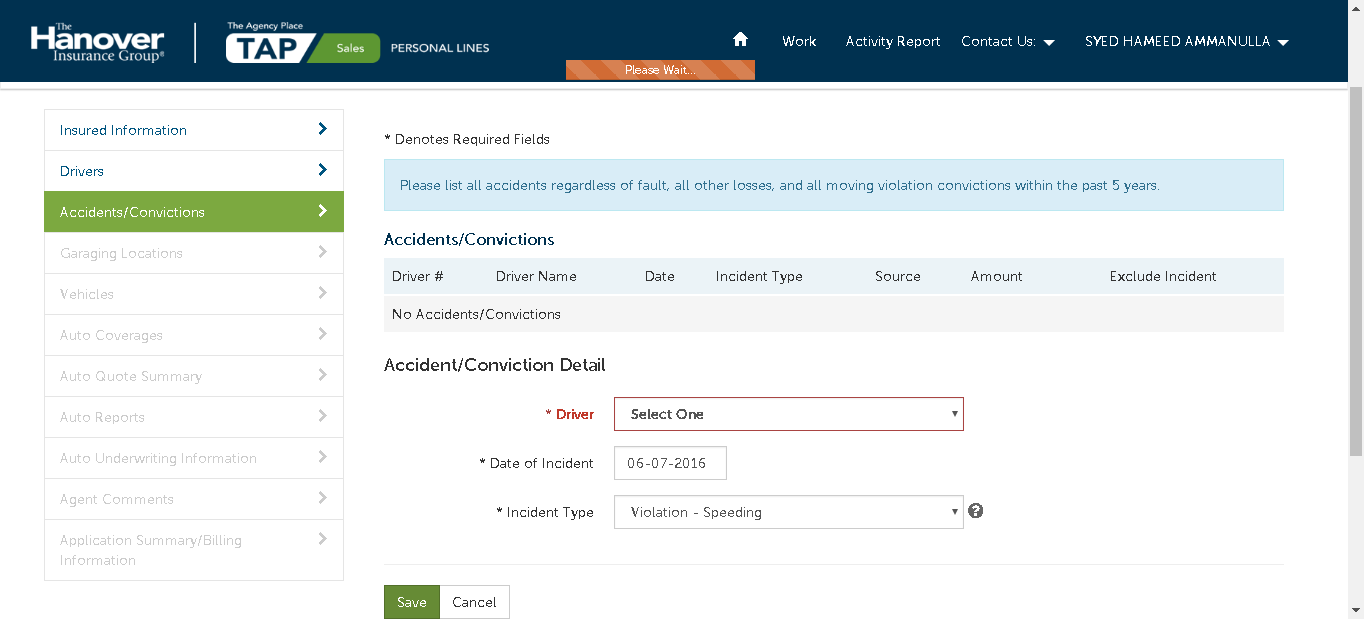 The
Hanover
Insurance Group®
The Agency Place
TAP Sales PERSONAL LINES
Work Activity Report Contact Us: SYED HAMEED AMMANULLA
Please Wait...
Insured Information
Drivers
Accidents/Convictions
Garaging Locations
Vehicles
Auto Coverages
Auto Quote Summary
Auto Reports
Auto Underwriting Information
Agent Comments
Application Summary/Billing
Information
* Denotes Required Fields
Please list all accidents regardless of fault, all other losses, and all moving violation convictions within the past 5 years.
Accidents/Convictions
Driver # Driver Name Date Incident Type Source Amount Exclude Incident
No Accidents/Convictions
Accident/Conviction Detail
* Driver Select One
* Date of Incident 06-07-2016
* Incident Type Violation - Speeding ?
Save Cancel